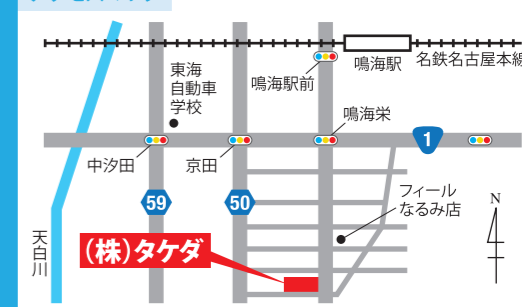 名鉄名古屋本線
鳴海駅
鳴海駅前
東海
自動車
学校
鳴海栄
1
中汐田
京田
59
50
フィール
なるみ店
N
天白川
(株)タケダ